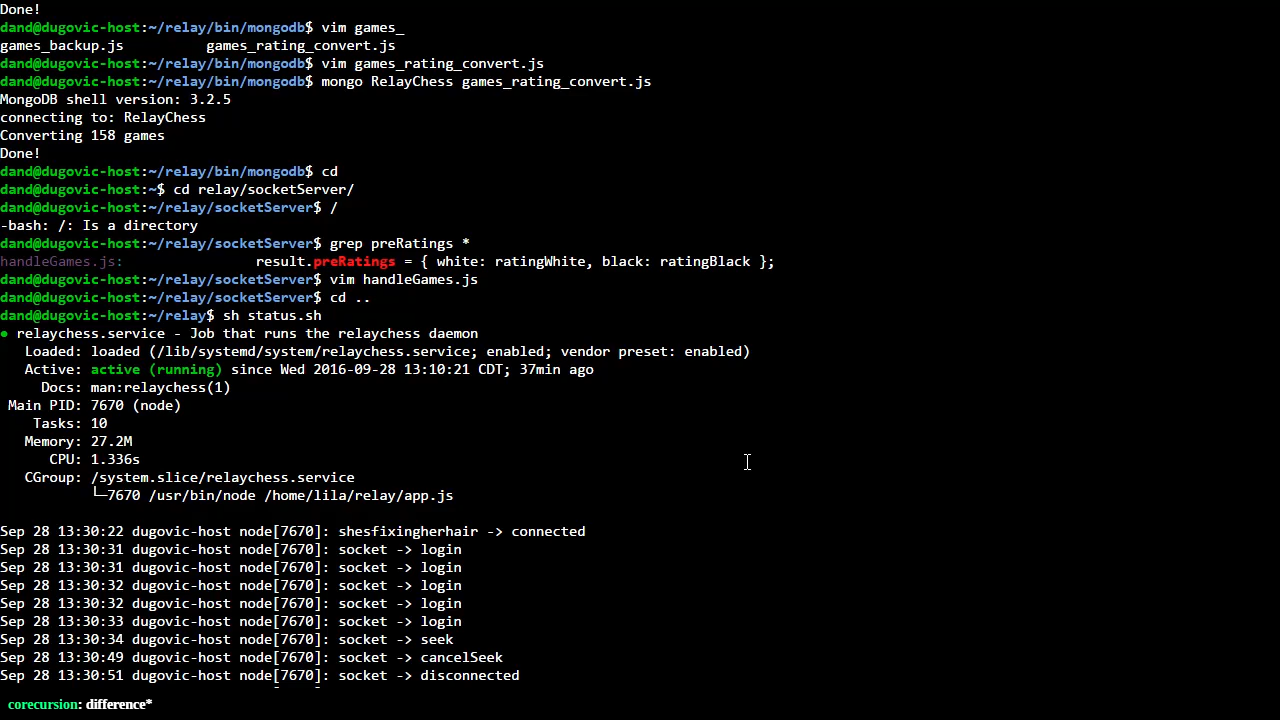 Done!
dand@dugovic-host:~/relay/bin/mongodb$ vim games_
games_backup.js          games_rating_convert.js
dand@dugovic-host:~/relay/bin/mongodb$ vim games_rating_convert.js
dand@dugovic-host:~/relay/bin/mongodb$ mongo RelayChess games_rating_convert.js
MongoDB shell version: 3.2.5
connecting to: RelayChess
Converting 158 games
Done!
dand@dugovic-host:~/relay/bin/mongodb$ cd
dand@dugovic-host:~$ cd relay/socketServer/
dand@dugovic-host:~/relay/socketServer$ /
-bash: /: Is a directory
dand@dugovic-host:~/relay/socketServer$ grep preRatings *
handleGames.js:                result.preRatings = { white: ratingWhite, black: ratingBlack };
dand@dugovic-host:~/relay/socketServer$ vim handleGames.js
dand@dugovic-host:~/relay/socketServer$ cd ..
dand@dugovic-host:~/relay$ sh status.sh
● relaychess.service - Job that runs the relaychess daemon
   Loaded: loaded (/lib/systemd/system/relaychess.service; enabled; vendor preset: enabled)
   Active: active (running) since Wed 2016-09-28 13:10:21 CDT; 37min ago
     Docs: man:relaychess(1)
 Main PID: 7670 (node)
    Tasks: 10
   Memory: 27.2M
      CPU: 1.336s
   CGroup: /system.slice/relaychess.service
           └─7670 /usr/bin/node /home/lila/relay/app.js
Sep 28 13:30:22 dugovic-host node[7670]: shesfixingherhair -> connected
Sep 28 13:30:31 dugovic-host node[7670]: socket -> login
Sep 28 13:30:31 dugovic-host node[7670]: socket -> login
Sep 28 13:30:32 dugovic-host node[7670]: socket -> login
Sep 28 13:30:32 dugovic-host node[7670]: socket -> login
Sep 28 13:30:33 dugovic-host node[7670]: socket -> login
Sep 28 13:30:34 dugovic-host node[7670]: socket -> seek
Sep 28 13:30:49 dugovic-host node[7670]: socket -> cancelSeek
Sep 28 13:30:51 dugovic-host node[7670]: socket -> disconnected
corecursion: difference*